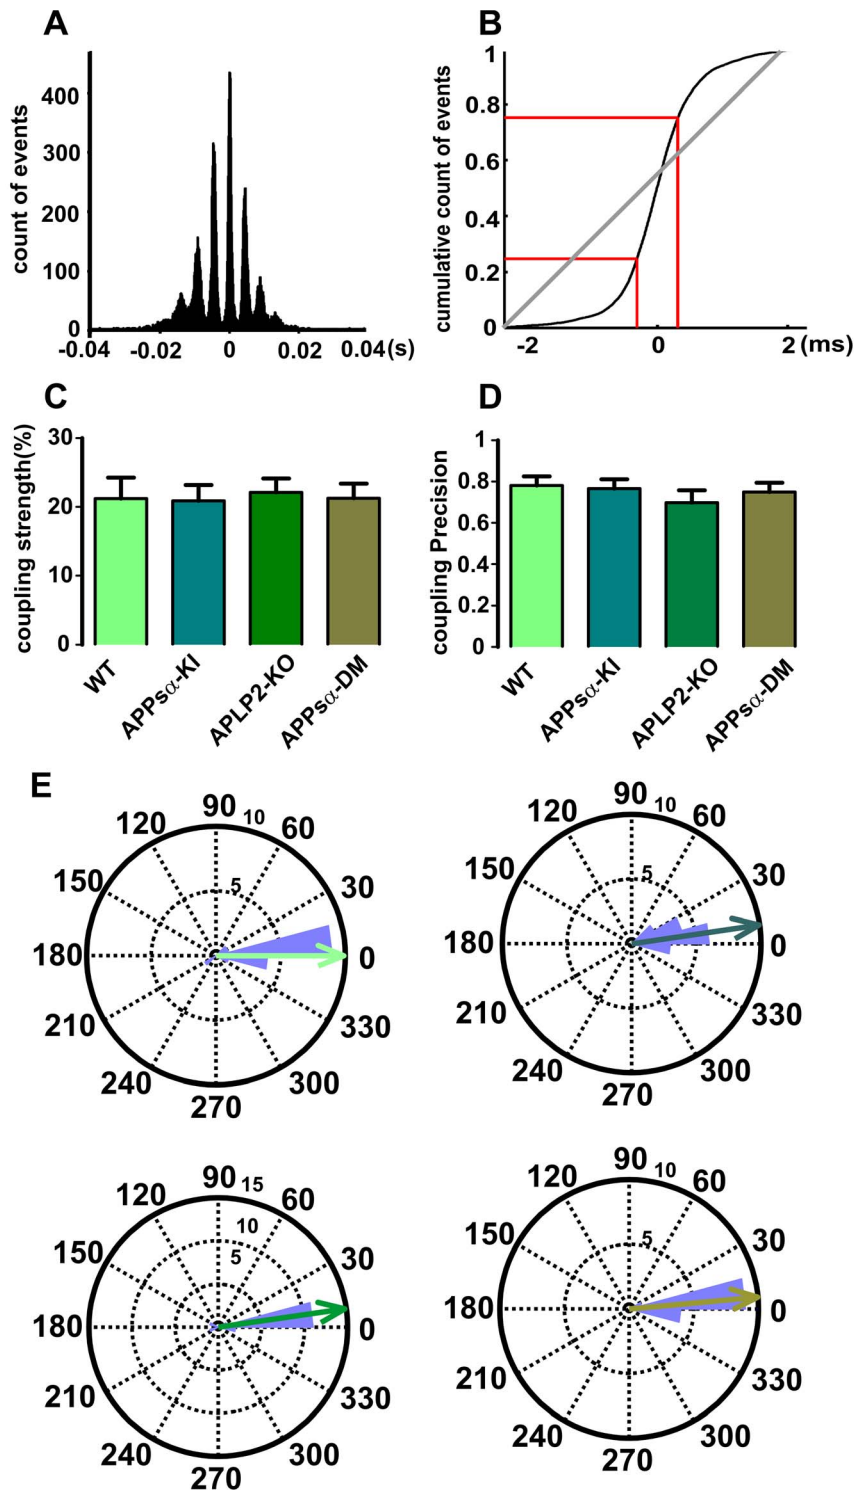 A
count of events
400
300
200
100
0
-0.04 -0.02 0 0.02 0.04(s)
B
cumulative count of events
1
0.8
0.6
0.4
0.2
0
-2 0 2 (ms)
C
coupling strength(%)
30
20
10
0
WT
APPsα-KI
APLP2-KO
APPsα-DM
D
coupling Precision
1
0.8
0.6
0.4
0.2
0
WT
APPsα-KI
APLP2-KO
APPsα-DM
E
90 10
120 60
5
150 30
180 0
210 330
240 300
270
90 10
120 60
5
150 30
180 0
210 330
240 300
270
90 15
120 60
10
5
150 30
180 0
210 330
240 300
270
90 10
120 60
5
150 30
180 0
210 330
240 300
270